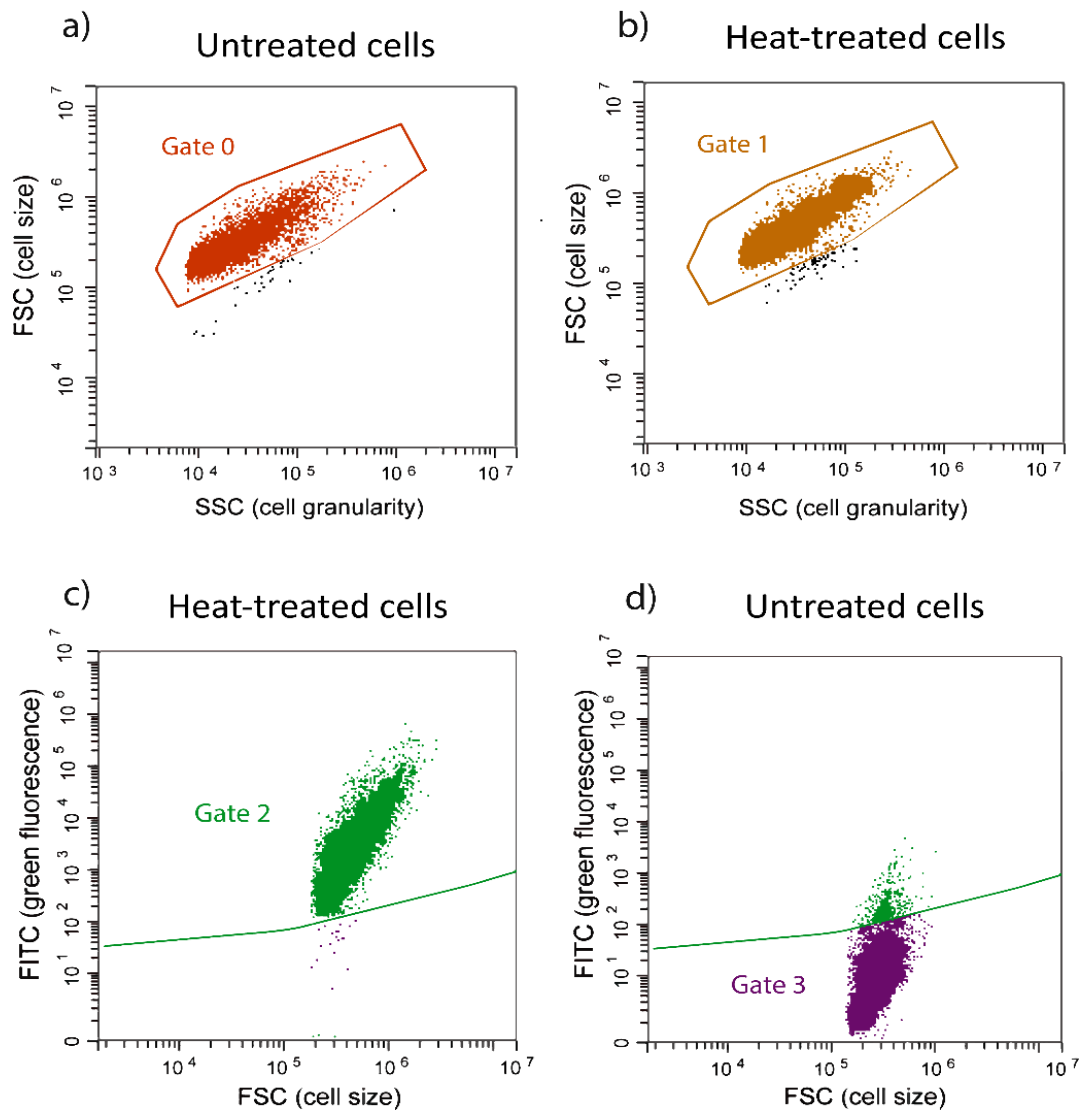 a)
Untreated cells
Gate 0
FSC (cell size)
10^7
10^6
10^5
10^4
10^3
10^4
10^5
10^6
10^7
SSC (cell granularity)
b)
Heat-treated cells
Gate 1
FSC (cell size)
10^7
10^6
10^5
10^4
10^3
10^4
10^5
10^6
10^7
SSC (cell granularity)
c)
Heat-treated cells
Gate 2
FITC (green fluorescence)
10^7
10^6
10^5
10^4
10^3
10^2
10^1
0
10^4
10^5
10^6
10^7
FSC (cell size)
d)
Untreated cells
Gate 3
FITC (green fluorescence)
10^7
10^6
10^5
10^4
10^3
10^2
10^1
0
10^4
10^5
10^6
10^7
FSC (cell size)